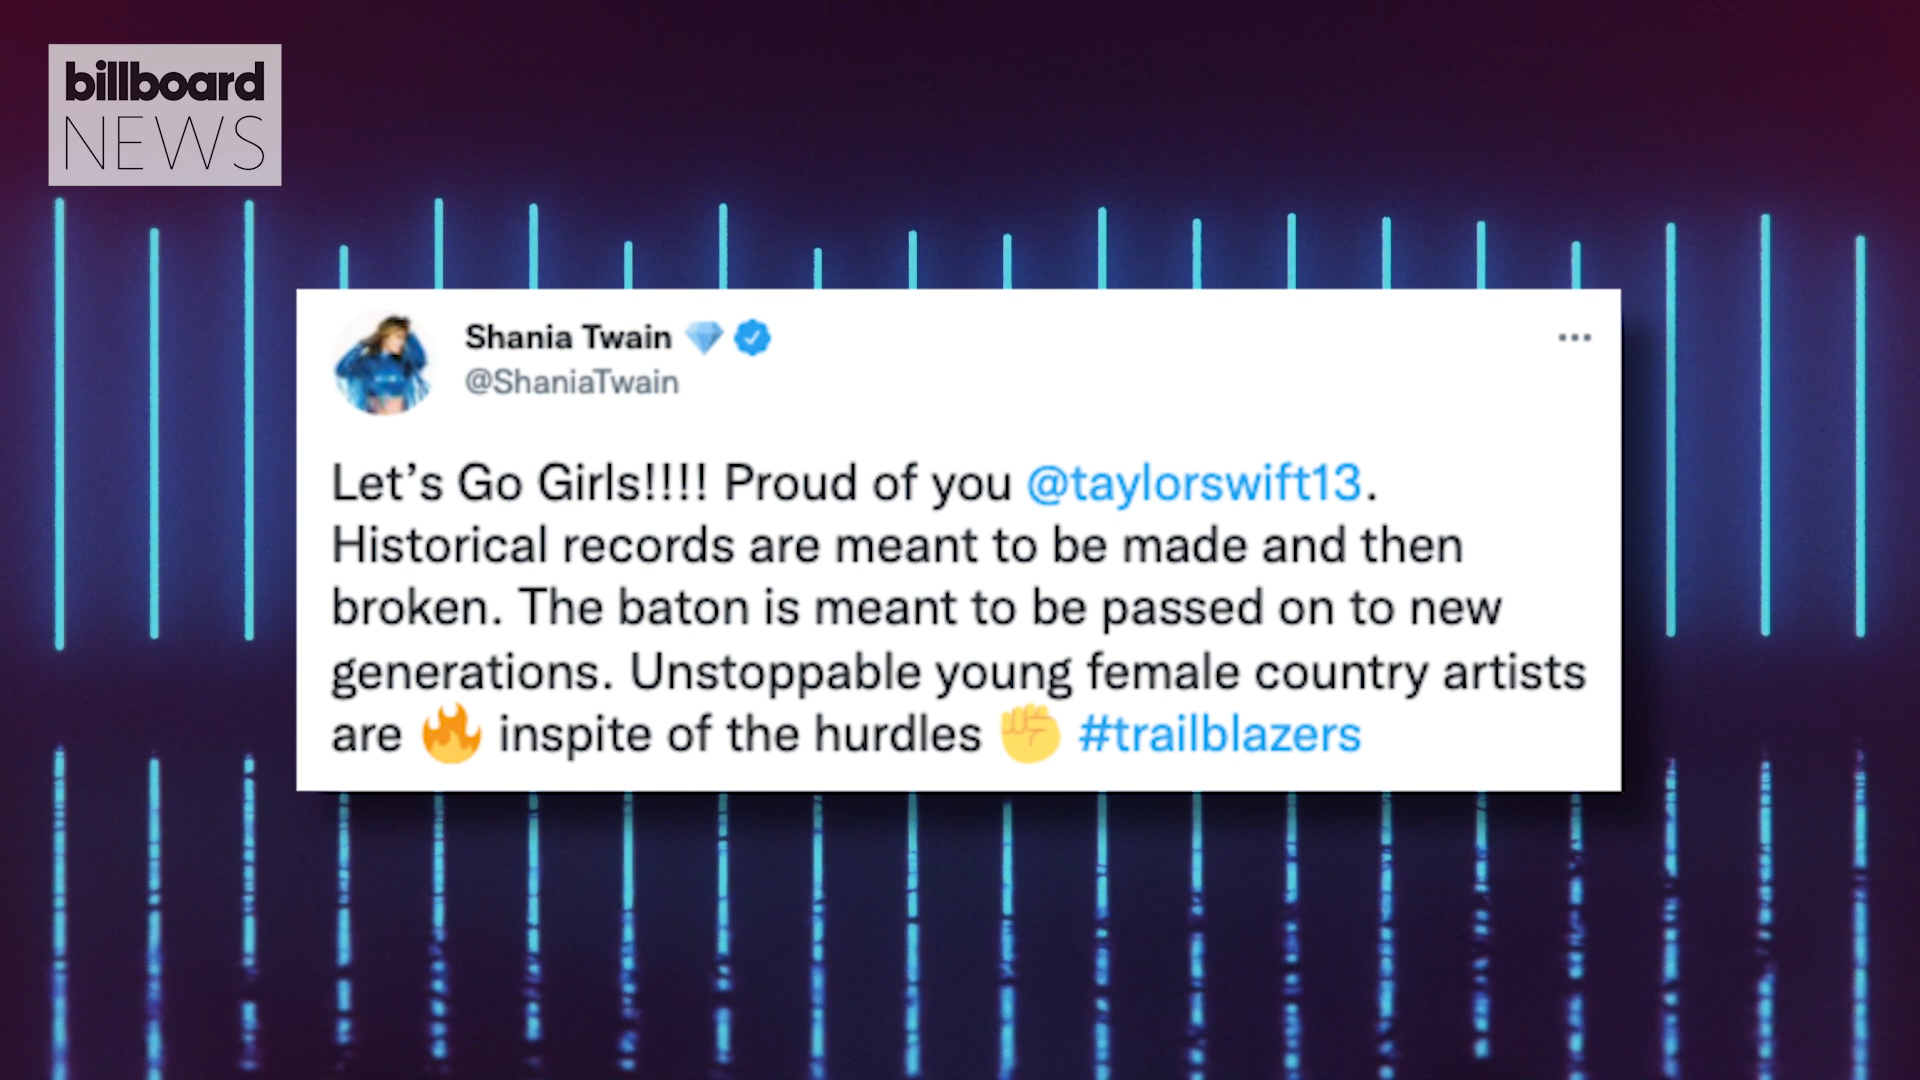 billboard
NEWS
Shania Twain 💎
@ShaniaTwain
Let’s Go Girls!!!! Proud of you @taylorswift13.
Historical records are meant to be made and then
broken. The baton is meant to be passed on to new
generations. Unstoppable young female country artists
are 🔥 inspite of the hurdles ✊ #trailblazers